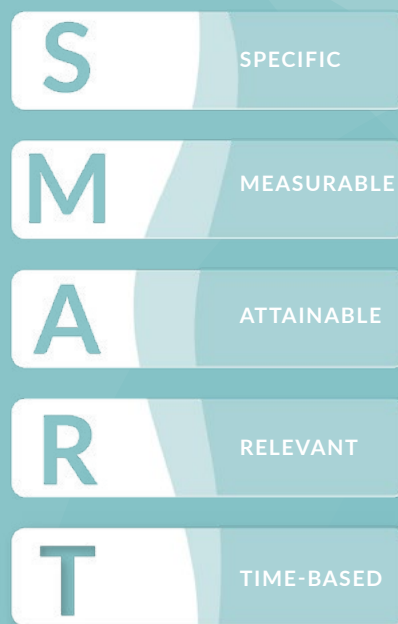 S SPECIFIC
M MEASURABLE
A ATTAINABLE
R RELEVANT
T TIME-BASED